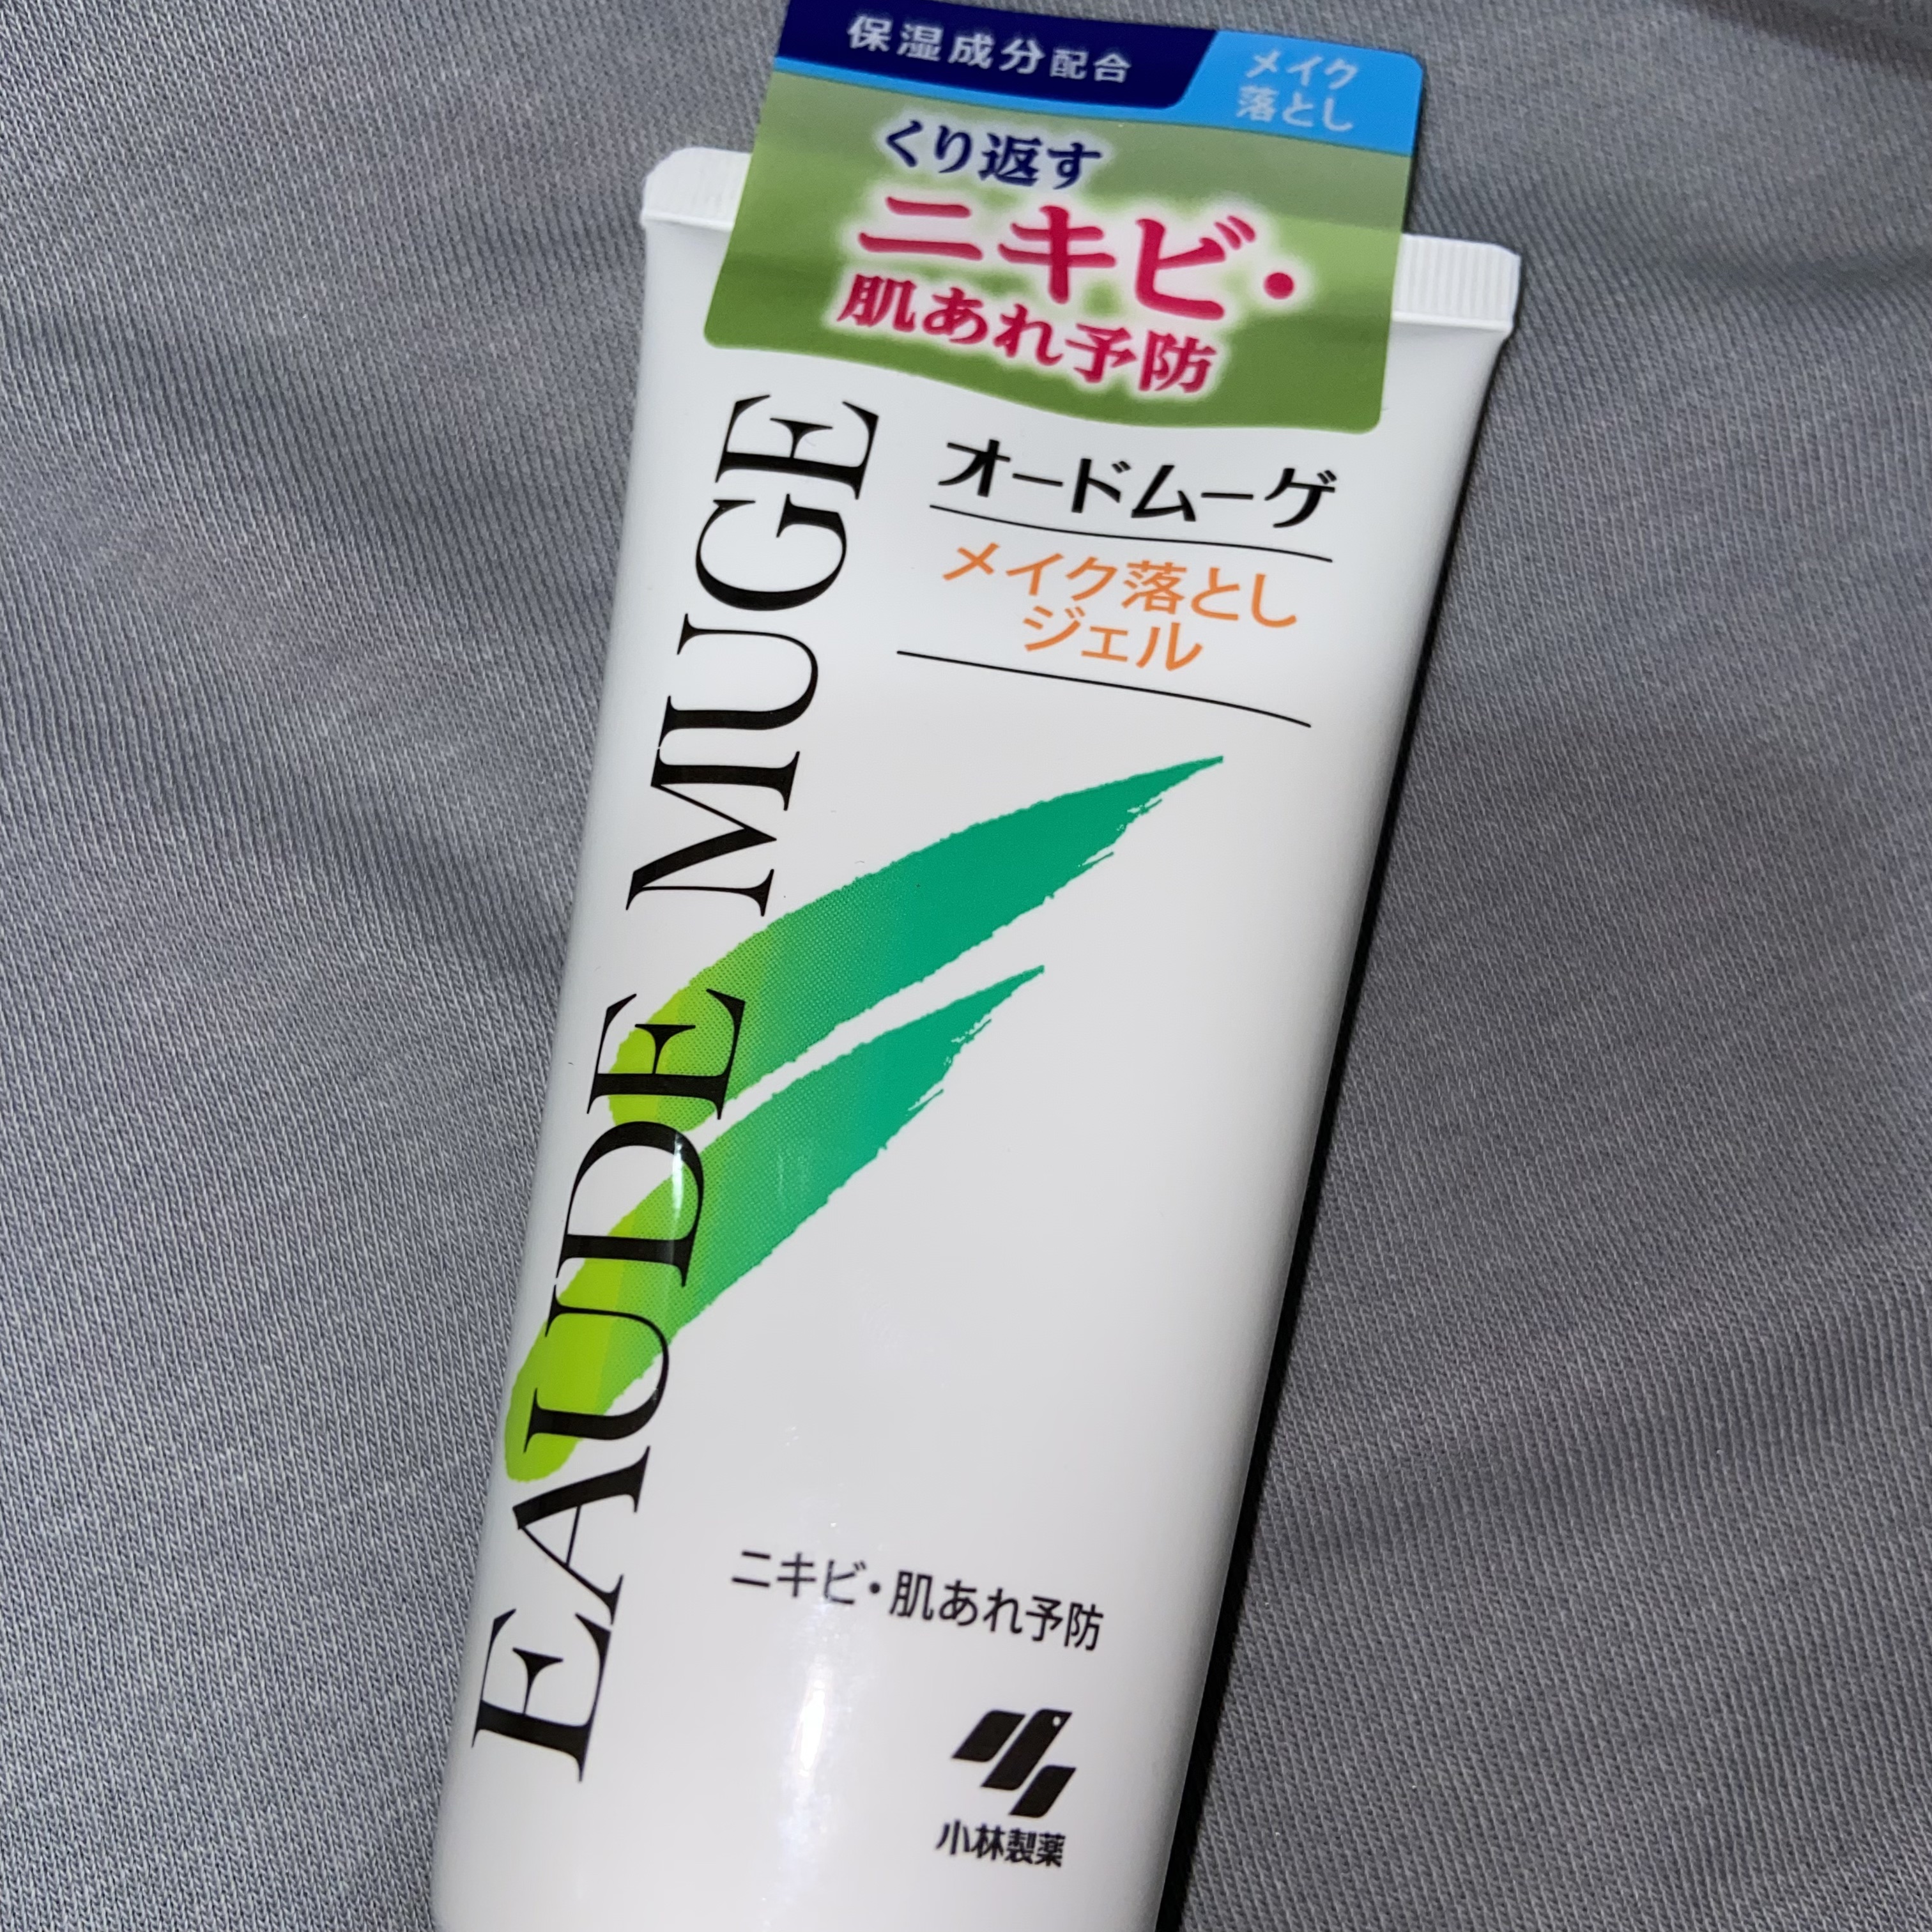 保湿成分配合
メイク
落とし
くり返す
ニキビ・
肌あれ予防
EAUDE MUGE
オードムーゲ
メイク落とし
ジェル
ニキビ・肌あれ予防
小林製薬